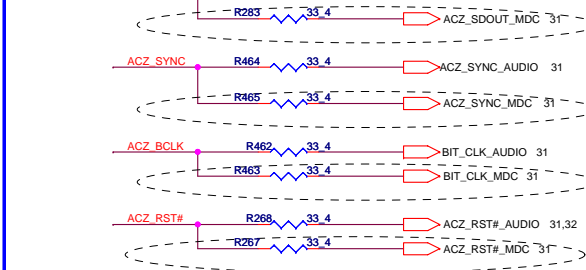 R283 33_4 ACZ_SDOUT_MDC 31
ACZ_SYNC R464 33_4 ACZ_SYNC_AUDIO 31
R465 33_4 ACZ_SYNC_MDC 31
ACZ_BCLK R462 33_4 BIT_CLK_AUDIO 31
R463 33_4 BIT_CLK_MDC 31
ACZ_RST# R268 33_4 ACZ_RST#_AUDIO 31,32
R267 33_4 ACZ_RST#_MDC 31